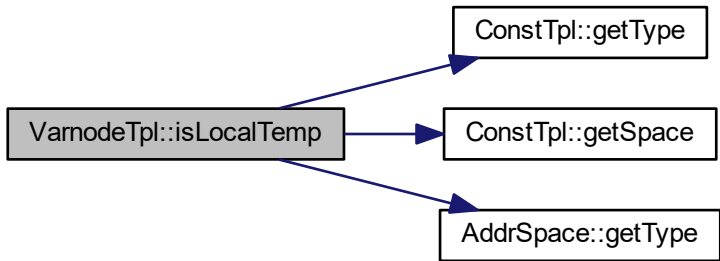 ConstTpl::getType
VarnodeTpl::isLocalTemp
ConstTpl::getSpace
AddrSpace::getType